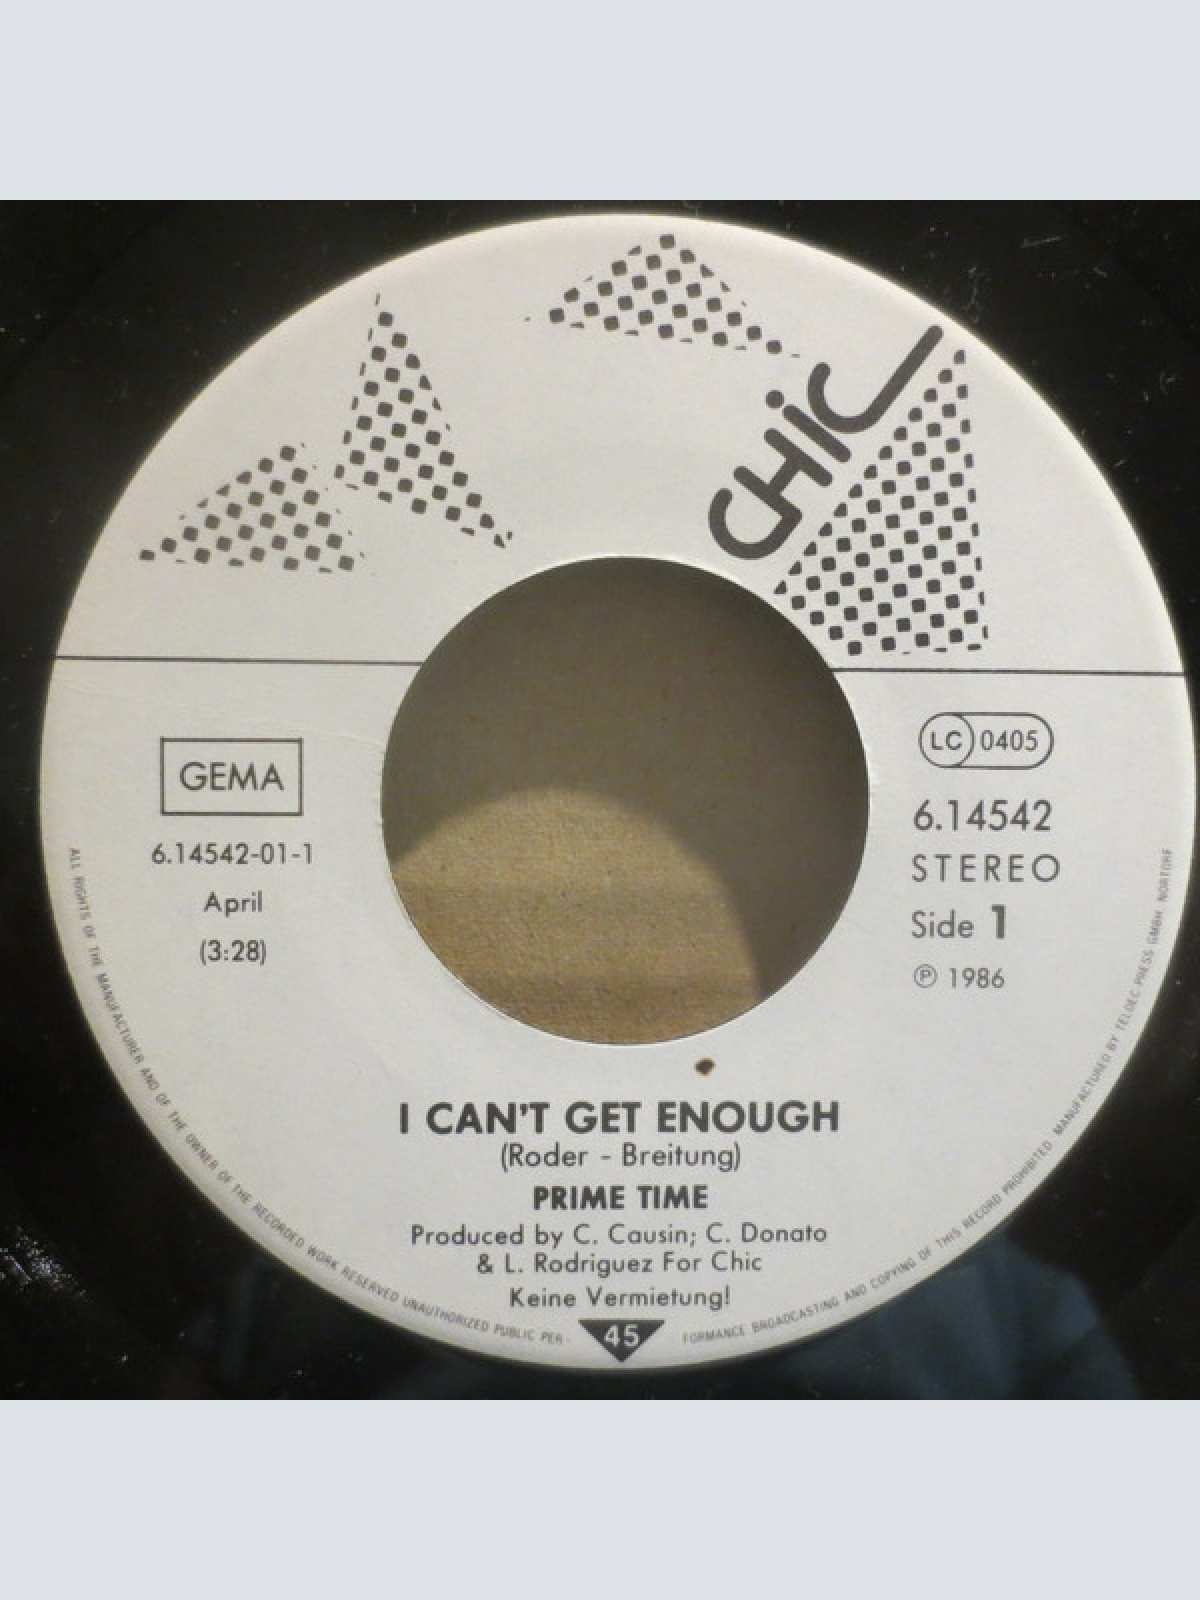 CHIC
GEMA
6.14542-01-1
April
(3:28)
LC 0405
6.14542
STEREO
Side 1
℗ 1986
I CAN'T GET ENOUGH
(Roder - Breitung)
PRIME TIME
Produced by C. Causin; C. Donato
& L. Rodriguez For Chic
Keine Vermietung!
45
ALL RIGHTS OF THE MANUFACTURER AND OF THE OWNER OF THE RECORDED WORK RESERVED UNAUTHORIZED PUBLIC PER- FORMANCE BROADCASTING AND COPYING OF THIS RECORD PROHIBITED. MANUFACTURED BY TELDEC-PRESS GMBH. NORTORF